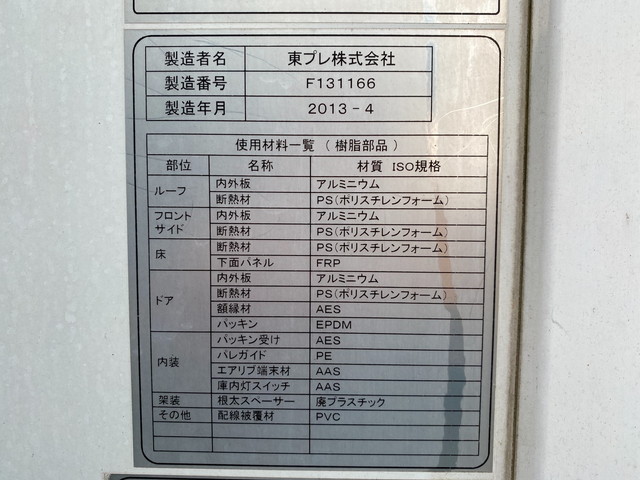 製造者名 東プレ株式会社
製造番号 F131166
製造年月 2013-4
使用材料一覧（樹脂部品）
部位 名称 材質 ISO規格
ルーフ 内外板 アルミニウム
断熱材 PS(ポリスチレンフォーム)
フロントサイド 内外板 アルミニウム
断熱材 PS(ポリスチレンフォーム)
床 断熱材 PS(ポリスチレンフォーム)
下面パネル FRP
ドア 内外板 アルミニウム
断熱材 PS(ポリスチレンフォーム)
額縁材 AES
パッキン EPDM
内装 パッキン受け AES
パレガイド PE
エアリブ端末材 AAS
庫内灯スイッチ AAS
架装 根太スペーサー 廃プラスチック
その他 配線被覆材 PVC